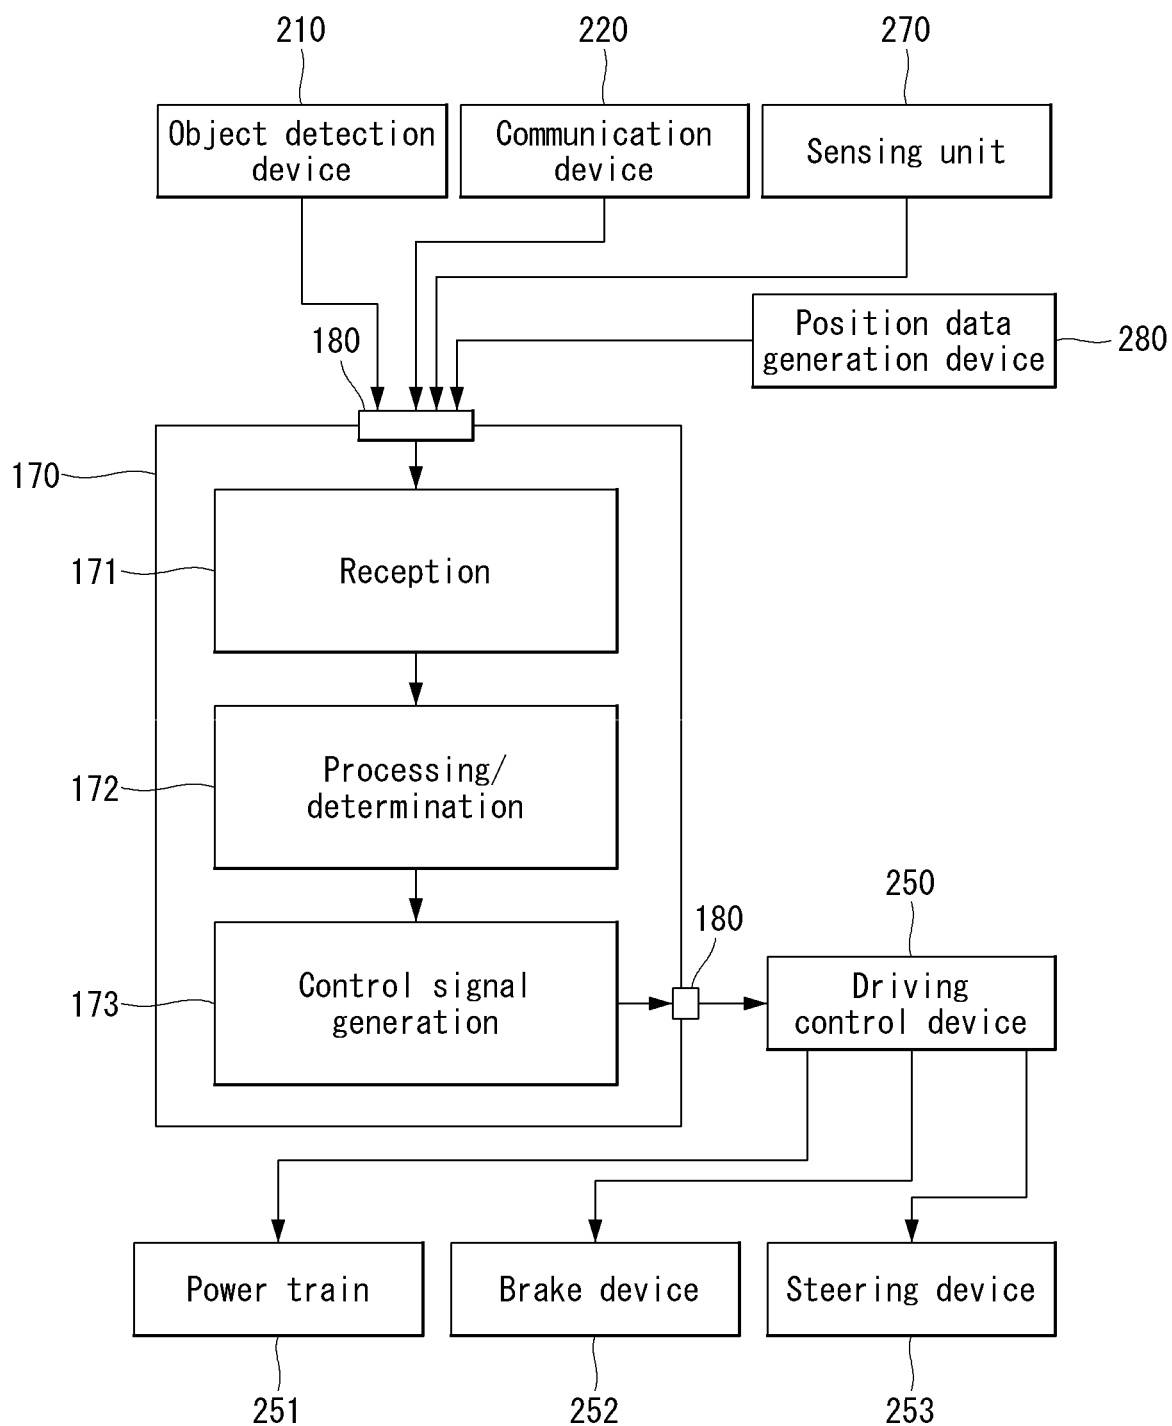 210
220
270
Object detection
device
Communication
device
Sensing unit
180
Position data
generation device
280
170
171
Reception
172
Processing/
determination
250
180
173
Control signal
generation
Driving
control device
Power train
Brake device
Steering device
251
252
253